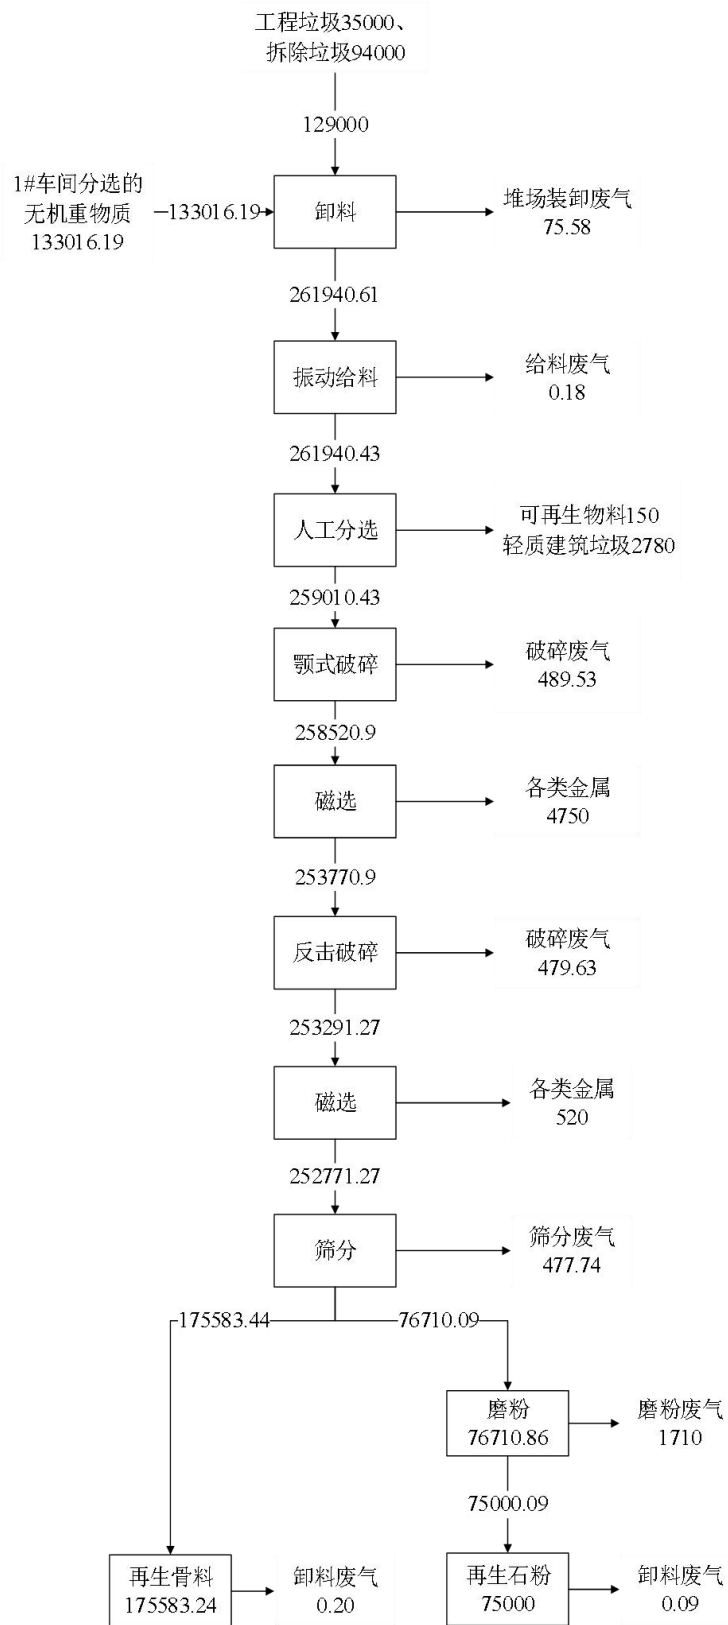 工程垃圾35000、
拆除垃圾94000
129000
1#车间分选的
无机重物质
133016.19
133016.19
卸料
堆场装卸废气
75.58
261940.61
振动给料
给料废气
0.18
261940.43
人工分选
可再生物料150
轻质建筑垃圾2780
259010.43
颚式破碎
破碎废气
489.53
258520.9
磁选
各类金属
4750
253770.9
反击破碎
破碎废气
479.63
253291.27
磁选
各类金属
520
252771.27
筛分
筛分废气
477.74
175583.44
76710.09
磨粉
76710.86
磨粉废气
1710
75000.09
再生骨料
175583.24
卸料废气
0.20
再生石粉
75000
卸料废气
0.09